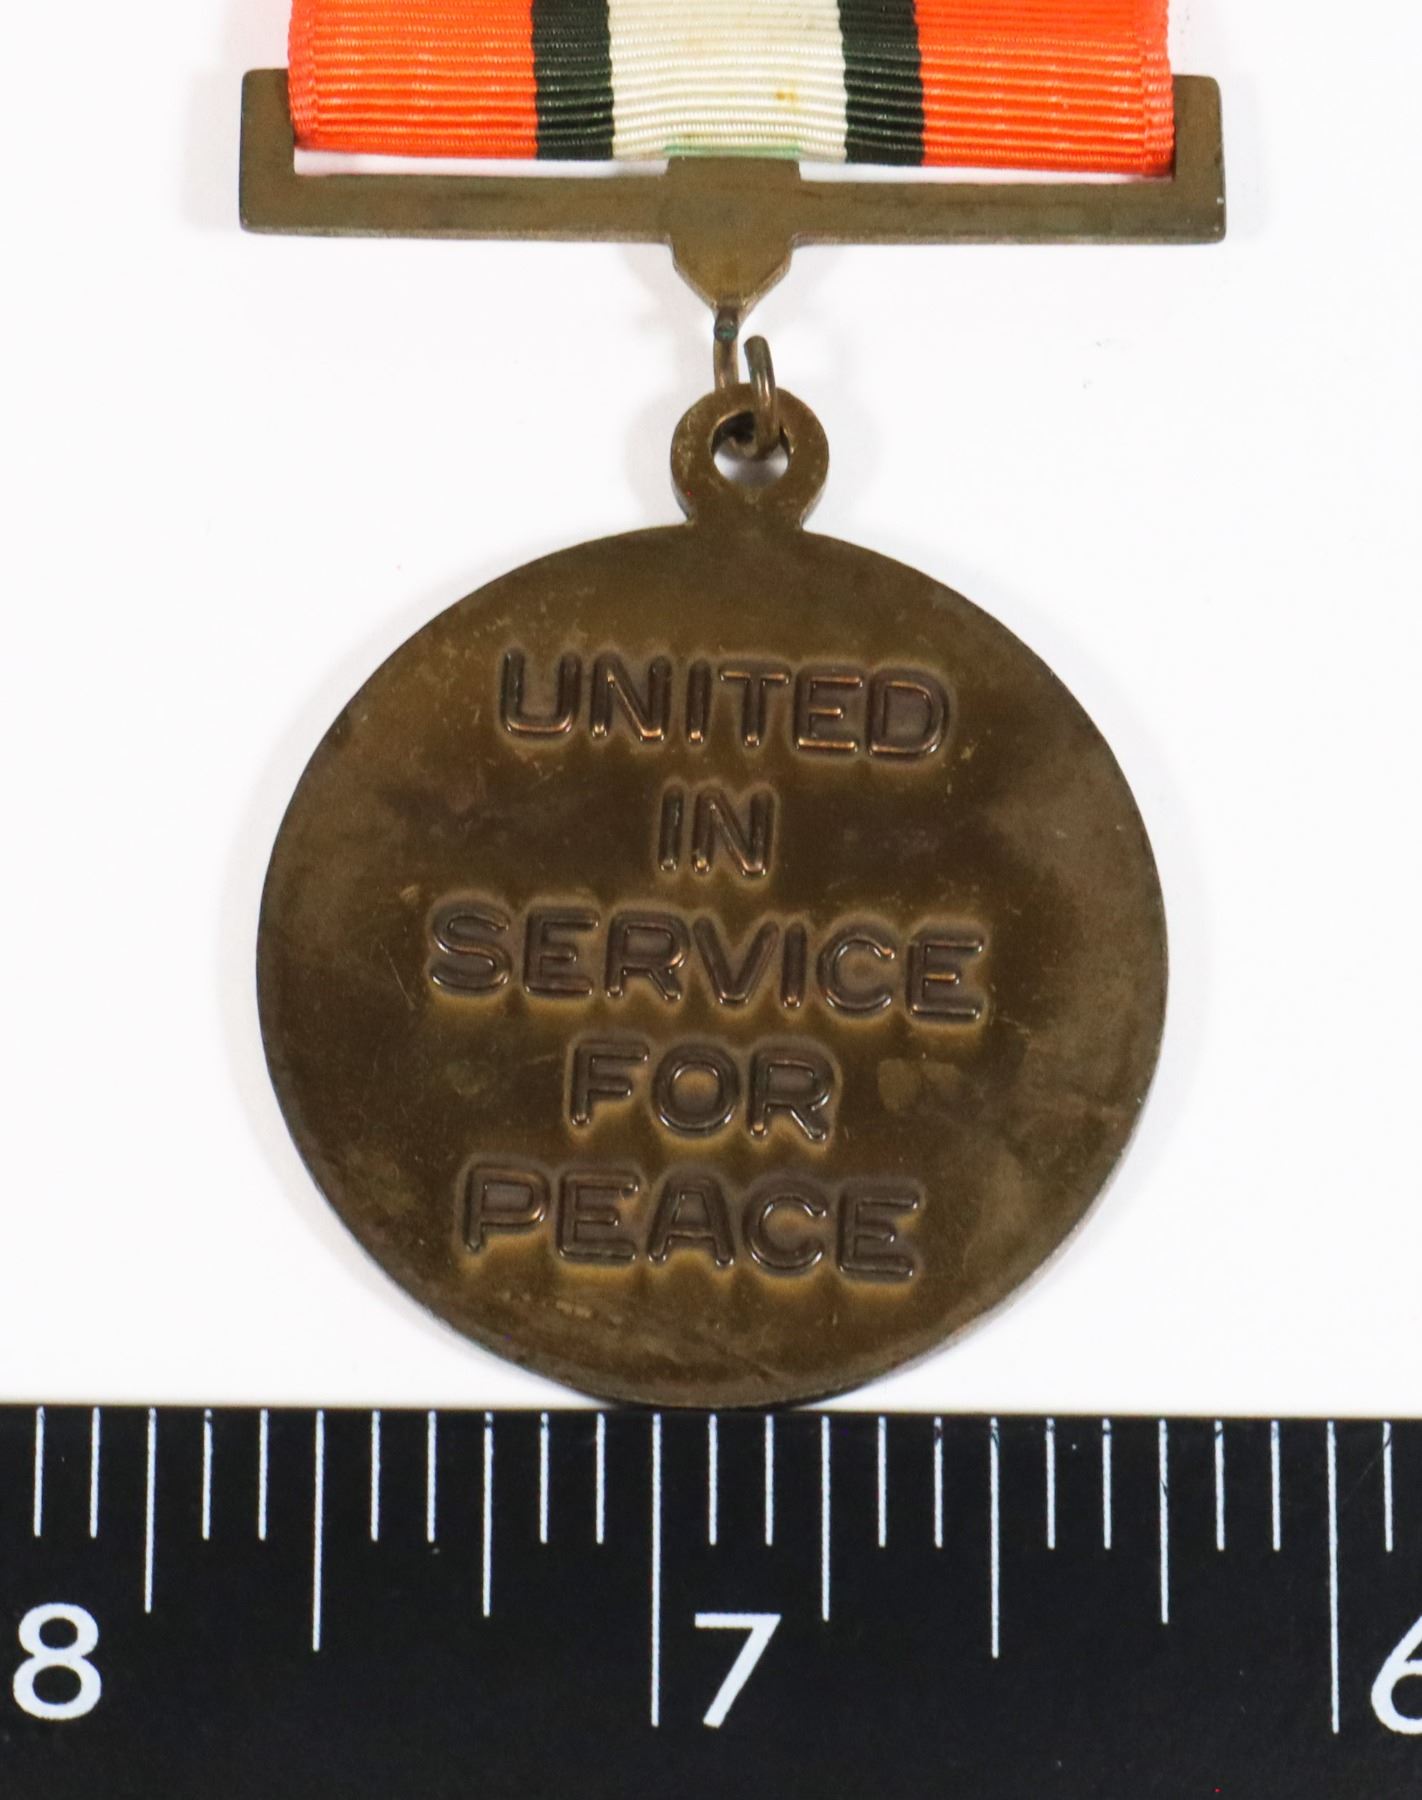 UNITED
IN
SERVICE
FOR
PEACE
8 7 6